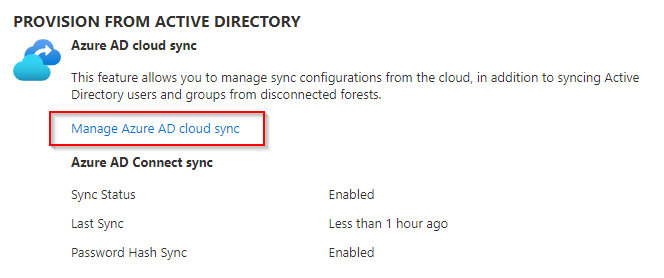 PROVISION FROM ACTIVE DIRECTORY
Azure AD cloud sync
This feature allows you to manage sync configurations from the cloud, in addition to syncing Active
Directory users and groups from disconnected forests.
Manage Azure AD cloud sync
Azure AD Connect sync
Sync Status Enabled
Last Sync Less than 1 hour ago
Password Hash Sync Enabled